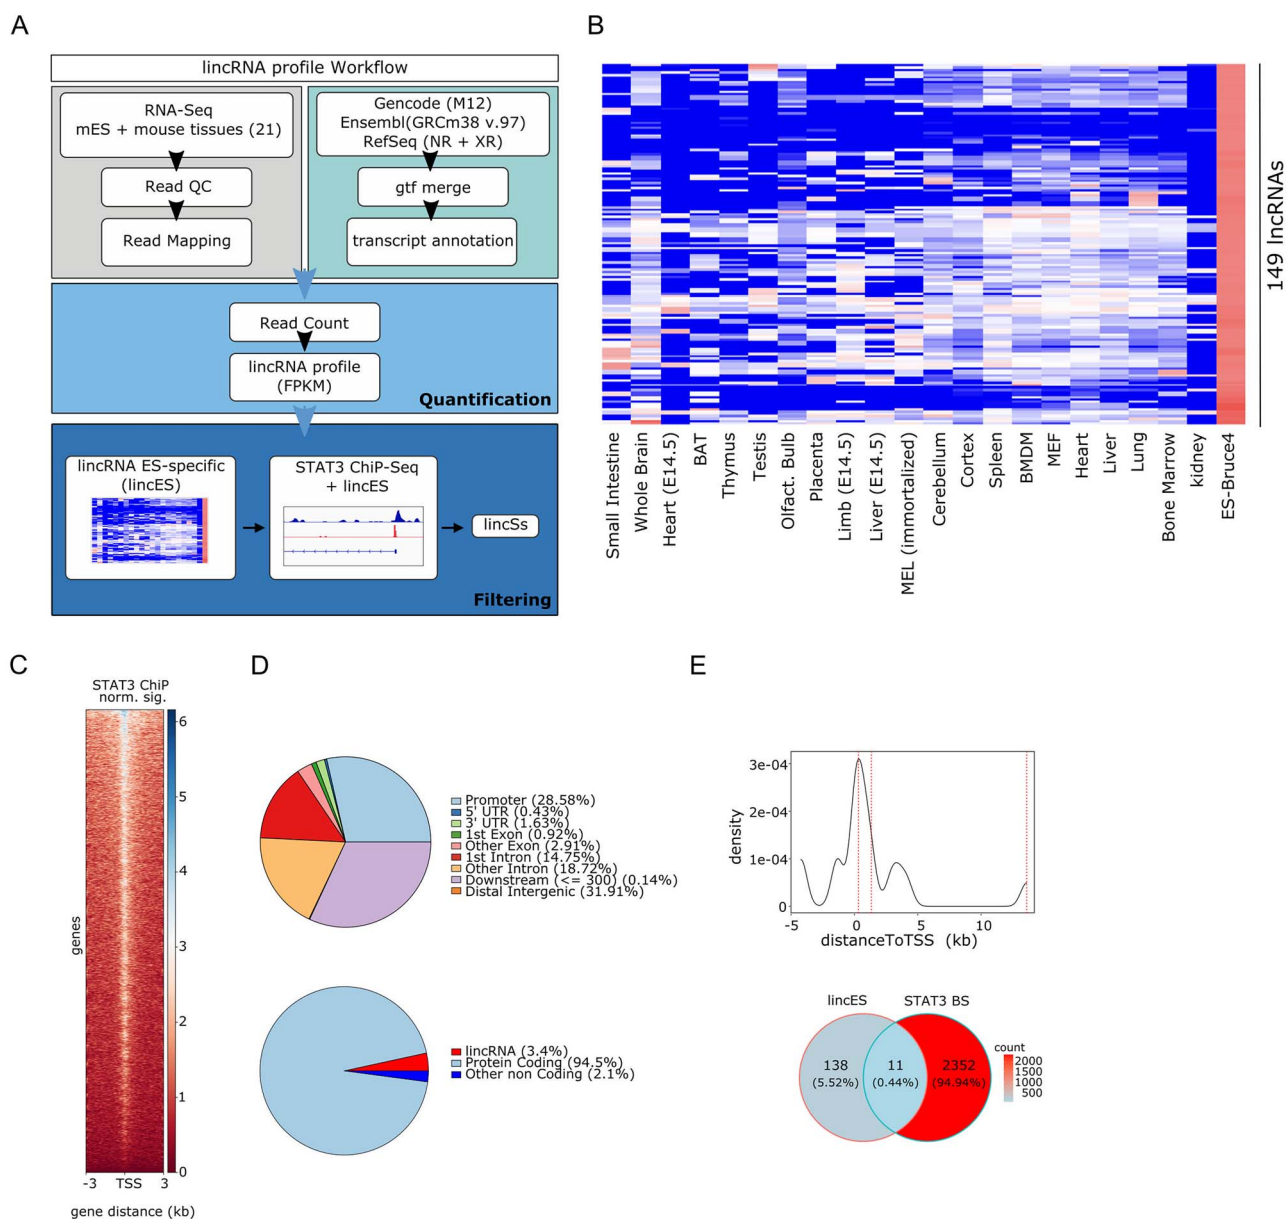 A
lincRNA profile Workflow
RNA-Seq
mES + mouse tissues (21)
Read QC
Read Mapping
Gencode (M12)
Ensembl(GRCm38 v.97)
RefSeq (NR + XR)
gtf merge
transcript annotation
Read Count
lincRNA profile
(FPKM)
Quantification
lincRNA ES-specific
(lincES)
STAT3 ChIP-Seq
+ lincES
lincSs
Filtering
B
149 lncRNAs
Small Intestine
Whole Brain
Heart (E14.5)
BAT
Thymus
Testis
Olfact. Bulb
Placenta
Limb (E14.5)
Liver (E14.5)
MEL (immortalized)
Cerebellum
Cortex
Spleen
BMDM
MEF
Heart
Liver
Lung
Bone Marrow
kidney
ES-Bruce4
C
STAT3 ChiP
norm. sig.
genes
6
5
4
3
2
1
0
-3 TSS 3
gene distance (kb)
D
Promoter (28.58%)
5' UTR (0.43%)
3' UTR (1.63%)
1st Exon (0.92%)
Other Exon (2.91%)
1st Intron (14.75%)
Other Intron (18.72%)
Downstream (<= 300) (0.14%)
Distal Intergenic (31.91%)
lincRNA (3.4%)
Protein Coding (94.5%)
Other non Coding (2.1%)
E
density
3e-04
2e-04
1e-04
0
-5 0 5 10
distanceToTSS (kb)
lincES STAT3 BS
138
(5.52%)
11
(0.44%)
2352
(94.94%)
count
2000
1500
1000
500